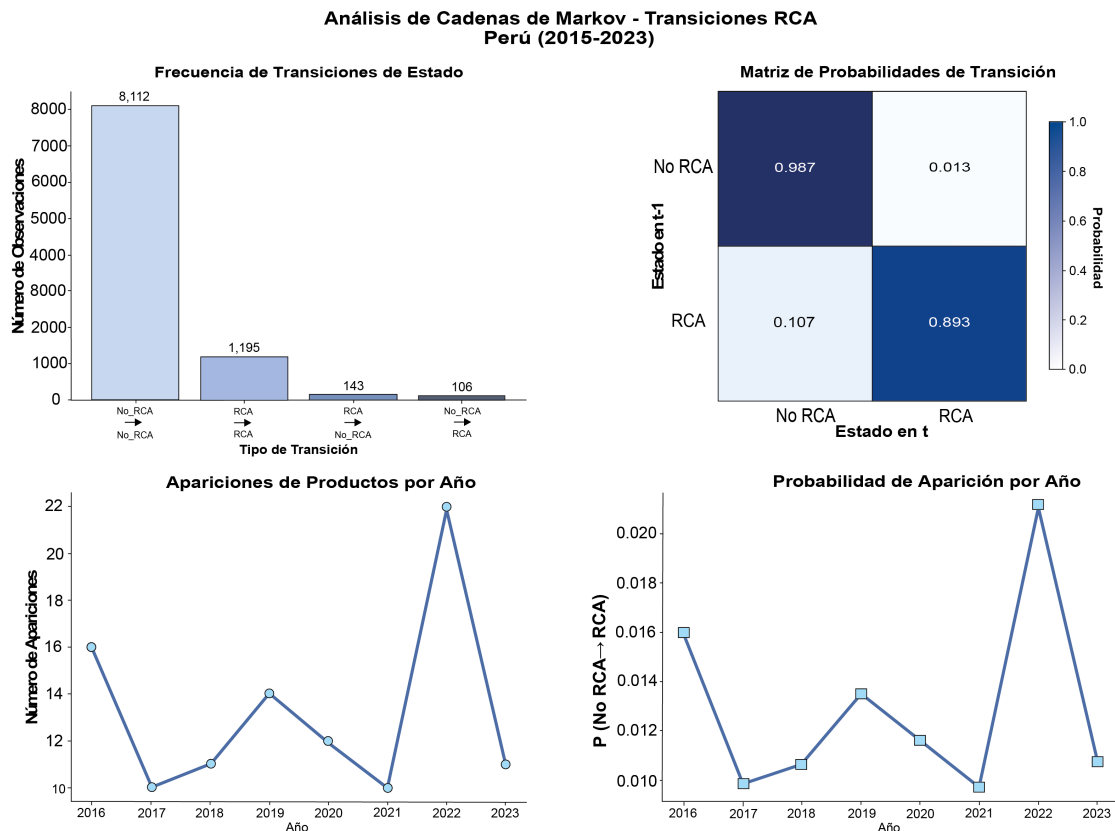 Análisis de Cadenas de Markov - Transiciones RCA
Perú (2015-2023)
Frecuencia de Transiciones de Estado
Número de Observaciones
8000
7000
6000
5000
4000
8000
2000
1000
0
8,112
1,195
143
106
No_RCA → No_RCA
RCA → RCA
RCA → No_RCA
No_RCA → RCA
Tipo de Transición
Matriz de Probabilidades de Transición
Estado en t-1
No RCA
RCA
0.987
0.013
0.107
0.893
No RCA
RCA
Estado en t
1.0
0.8
0.6
0.4
0.2
0.0
Probabilidad
Apariciones de Productos por Año
Número de Apariciones
22
20
18
16
14
12
10
2016
2017
2018
2019
2020
2021
2022
2023
Año
Probabilidad de Aparición por Año
P (No RCA→RCA)
0.020
0.018
0.016
0.014
0.012
0.010
2016
2017
2018
2019
2020
2021
2022
2023
Año